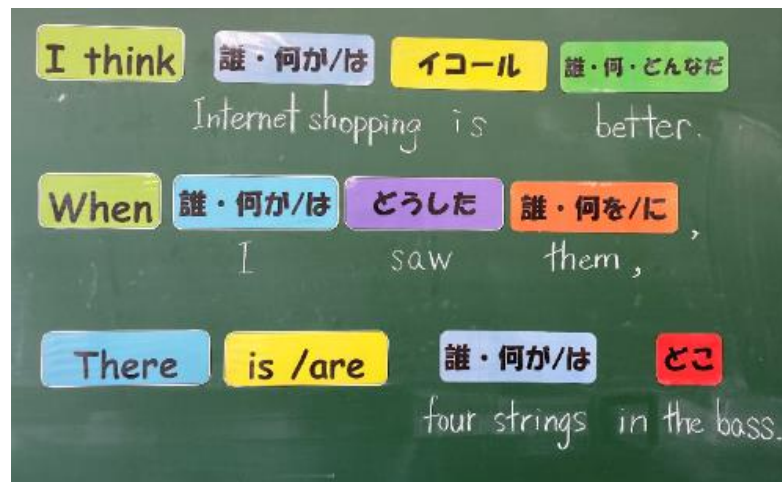 I think 誰・何が/は イコール 誰・何・どんなだ
Internet shopping is better.
When 誰・何が/は どうした 誰・何を/に ,
I saw them,
There is /are 誰・何が/は どこ
four strings in the bass.